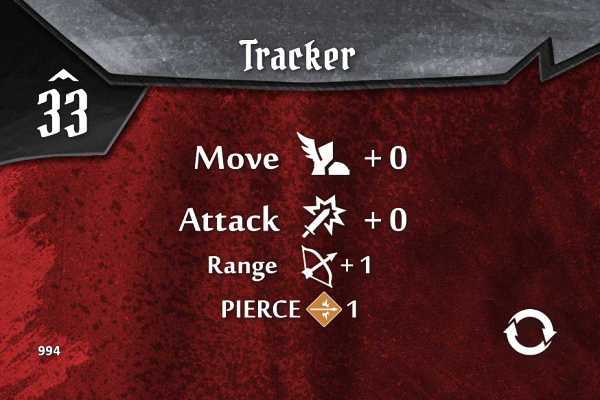 Tracker
33
Move + 0
Attack + 0
Range + 1
PIERCE 1
994